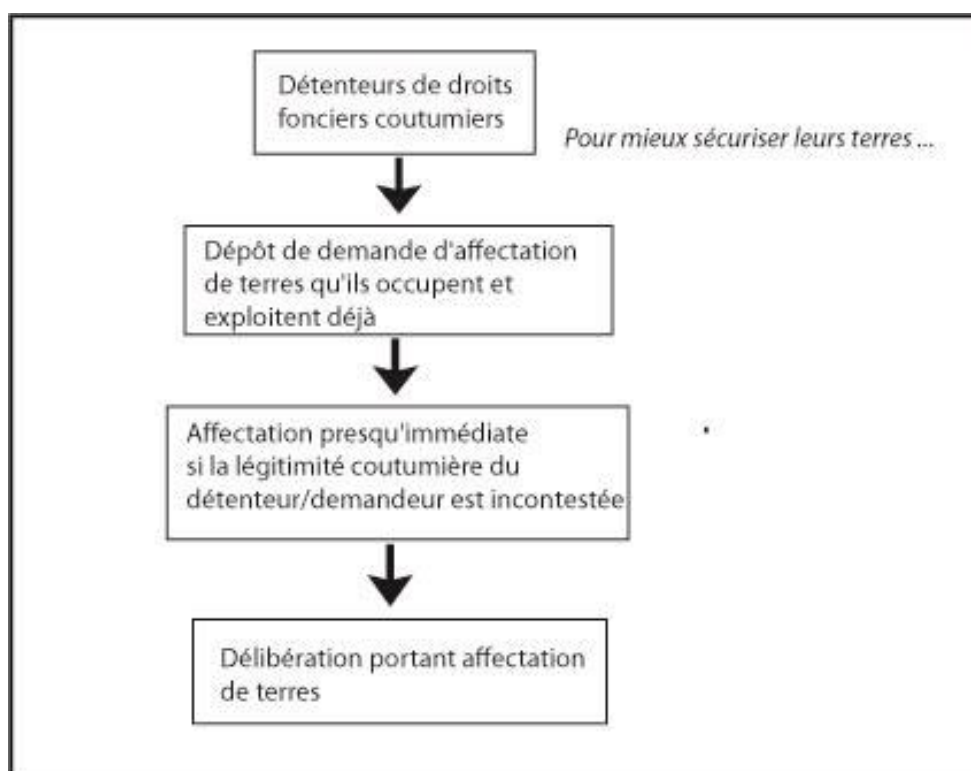 Détenteurs de droits
fonciers coutumiers
Pour mieux sécuriser leurs terres ...
Dépôt de demande d'affectation
de terres qu'ils occupent et
exploitent déjà
Affectation presqu'immédiate
si la légitimité coutumière du
détenteur/demandeur est incontestée
Délibération portant affectation
de terres